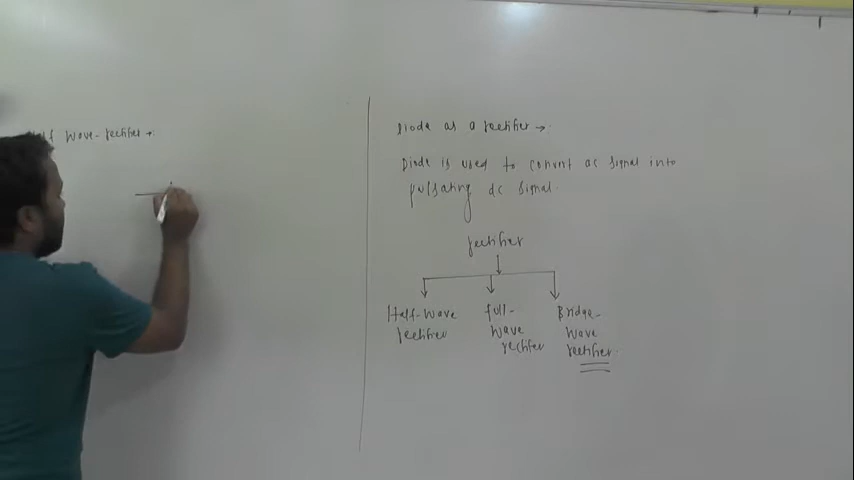 Half Wave-rectifier →.
Diode as a rectifier →.
Diode is used to convert ac signal into
pulsating dc signal.
rectifier
Half-wave
rectifier
full-
wave
rectifier
Bridge-
wave
rectifier.